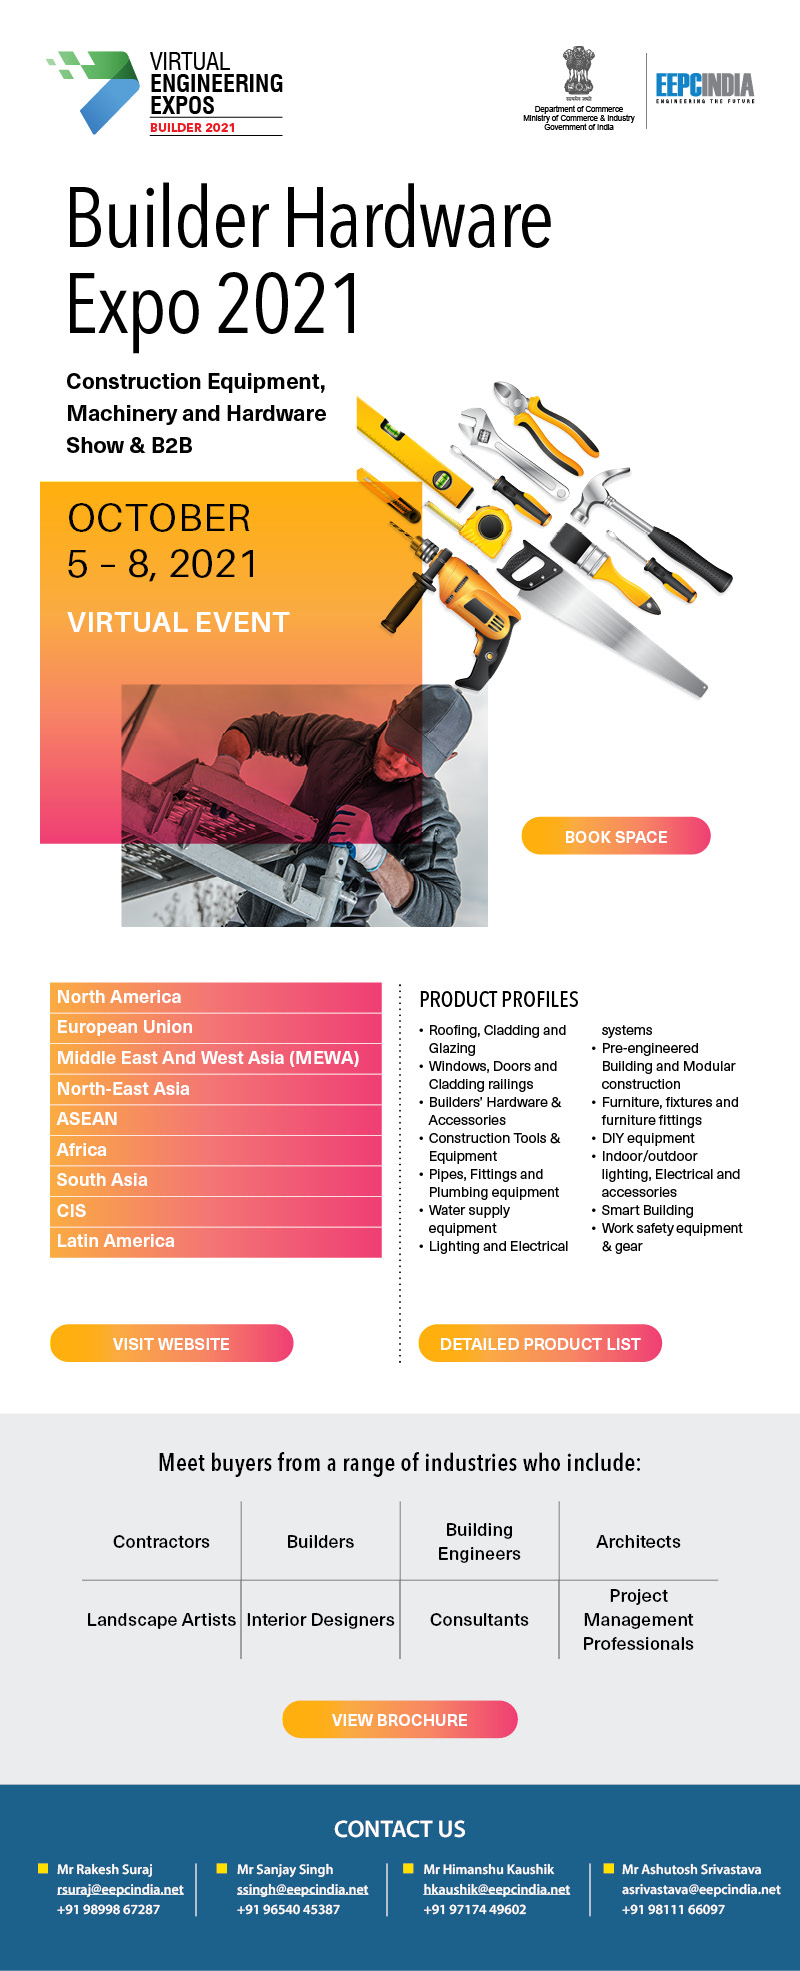 VIRTUAL
ENGINEERING
EXPOS
BUILDER 2021
सत्यमेव जयते
Department of Commerce
Ministry of Commerce & Industry
Government of India
EEPCINDIA
ENGINEERING THE FUTURE
Builder Hardware
Expo 2021
Construction Equipment,
Machinery and Hardware
Show & B2B
OCTOBER
5 – 8, 2021
VIRTUAL EVENT
BOOK SPACE
North America
European Union
Middle East And West Asia (MEWA)
North-East Asia
ASEAN
Africa
South Asia
CIS
Latin America
VISIT WEBSITE
PRODUCT PROFILES
• Roofing, Cladding and
Glazing
• Windows, Doors and
Cladding railings
• Builders' Hardware &
Accessories
• Construction Tools &
Equipment
• Pipes, Fittings and
Plumbing equipment
• Water supply
equipment
• Lighting and Electrical
systems
• Pre-engineered
Building and Modular
construction
• Furniture, fixtures and
furniture fittings
• DIY equipment
• Indoor/outdoor
lighting, Electrical and
accessories
• Smart Building
• Work safety equipment
& gear
DETAILED PRODUCT LIST
Meet buyers from a range of industries who include:
Contractors
Builders
Building
Engineers
Architects
Landscape Artists
Interior Designers
Consultants
Project
Management
Professionals
VIEW BROCHURE
CONTACT US
Mr Rakesh Suraj
rsuraj@eepcindia.net
+91 98998 67287
Mr Sanjay Singh
ssingh@eepcindia.net
+91 96540 45387
Mr Himanshu Kaushik
hkaushik@eepcindia.net
+91 97174 49602
Mr Ashutosh Srivastava
asrivastava@eepcindia.net
+91 98111 66097